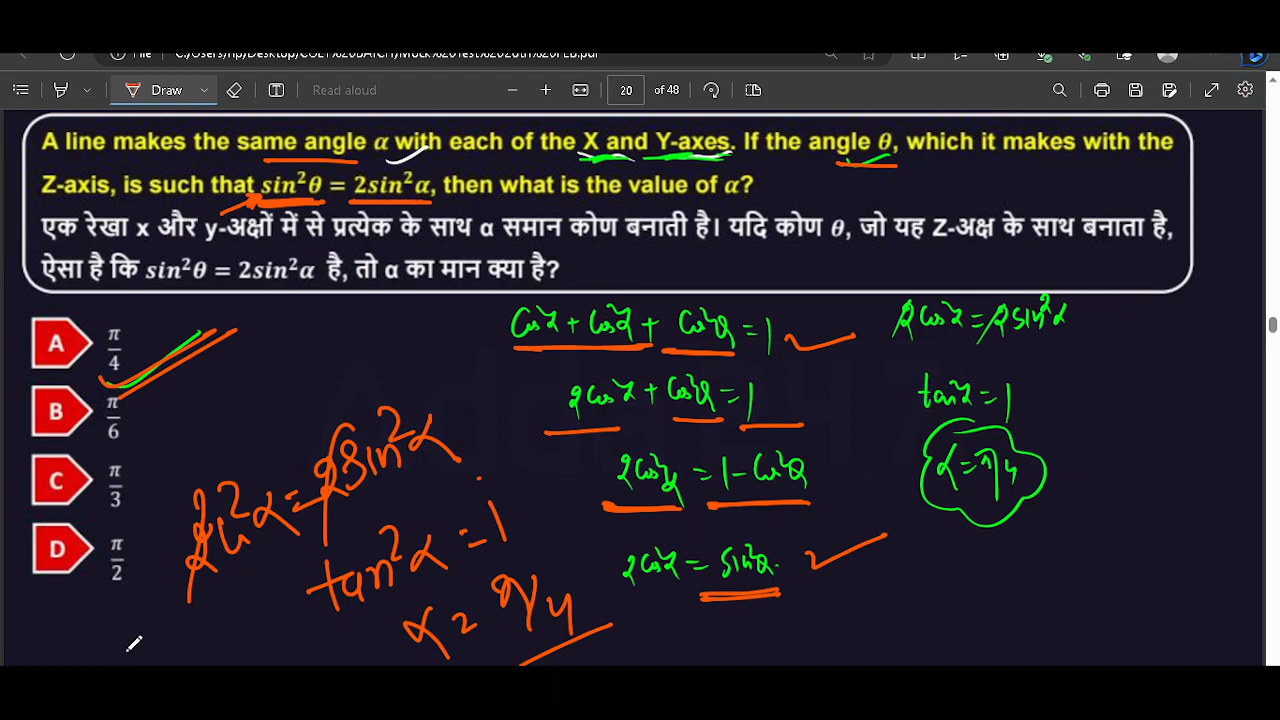 Draw
Read aloud
20 of 48
A line makes the same angle α with each of the X and Y-axes. If the angle θ, which it makes with the
Z-axis, is such that sin²θ = 2sin²α, then what is the value of α?
एक रेखा x और y-अक्षों में से प्रत्येक के साथ α समान कोण बनाती है। यदि कोण θ, जो यह Z-अक्ष के साथ बनाता है,
ऐसा है कि sin²θ = 2sin²α है, तो α का मान क्या है?
A π/4
B π/6
C π/3
D π/2
Cos²α + Cos²α + Cos²θ = 1
2Cos²α + Cos²θ = 1
2Cos²α = 1 - Cos²θ
2Cos²α = Sin²θ
2Cos²α = 2Sin²α
tan²α = 1
α = π/4
2Sin²α
tan²α = 1
α = π/4